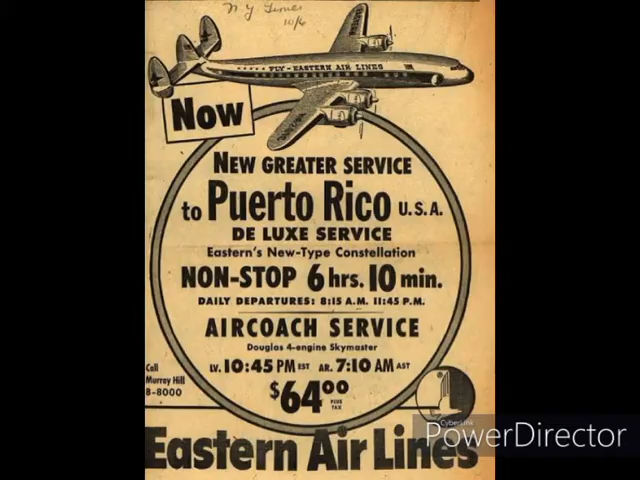 N.Y. Times
10/6
FLY - EASTERN AIR LINES
Now
NEW GREATER SERVICE
to Puerto Rico U.S.A.
DE LUXE SERVICE
Eastern's New-Type Constellation
NON-STOP 6 hrs. 10 min.
DAILY DEPARTURES: 8:15 A.M. 11:45 P.M.
AIRCOACH SERVICE
Douglas 4-engine Skymaster
LV. 10:45 PM EST AR. 7:10 AM AST
$64.00 PLUS TAX
Call
Murray Hill
8-8000
Eastern Air Lines
CyberLink
PowerDirector